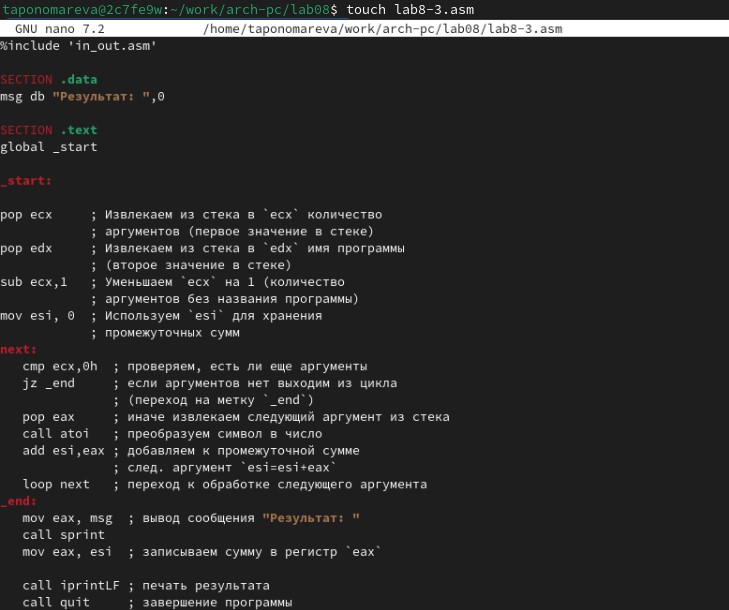 taponomareva@2c7fe9w:~/work/arch-pc/lab08$ touch lab8-3.asm
GNU nano 7.2 /home/taponomareva/work/arch-pc/lab08/lab8-3.asm
%include 'in_out.asm'
SECTION .data
msg db "Результат: ",0
SECTION .text
global _start
_start:
pop ecx ; Извлекаем из стека в `ecx` количество
; аргументов (первое значение в стеке)
pop edx ; Извлекаем из стека в `edx` имя программы
; (второе значение в стеке)
sub ecx,1 ; Уменьшаем `ecx` на 1 (количество
; аргументов без названия программы)
mov esi, 0 ; Используем `esi` для хранения
; промежуточных сумм
next:
cmp ecx,0h ; проверяем, есть ли еще аргументы
jz _end ; если аргументов нет выходим из цикла
; (переход на метку `_end`)
pop eax ; иначе извлекаем следующий аргумент из стека
call atoi ; преобразуем символ в число
add esi,eax ; добавляем к промежуточной сумме
; след. аргумент `esi=esi+eax`
loop next ; переход к обработке следующего аргумента
_end:
mov eax, msg ; вывод сообщения "Результат: "
call sprint
mov eax, esi ; записываем сумму в регистр `eax`
call iprintLF ; печать результата
call quit ; завершение программы